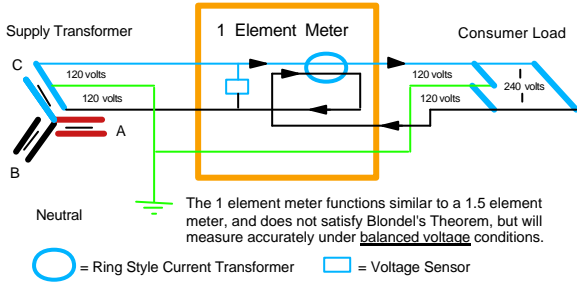 1 Element Meter
Supply Transformer
Consumer Load
C
120 volts
120 volts
120 volts
120 volts
240 volts
A
B
Neutral
The 1 element meter functions similar to a 1.5 element
meter, and does not satisfy Blondel's Theorem, but will
measure accurately under balanced voltage conditions.
= Ring Style Current Transformer
= Voltage Sensor